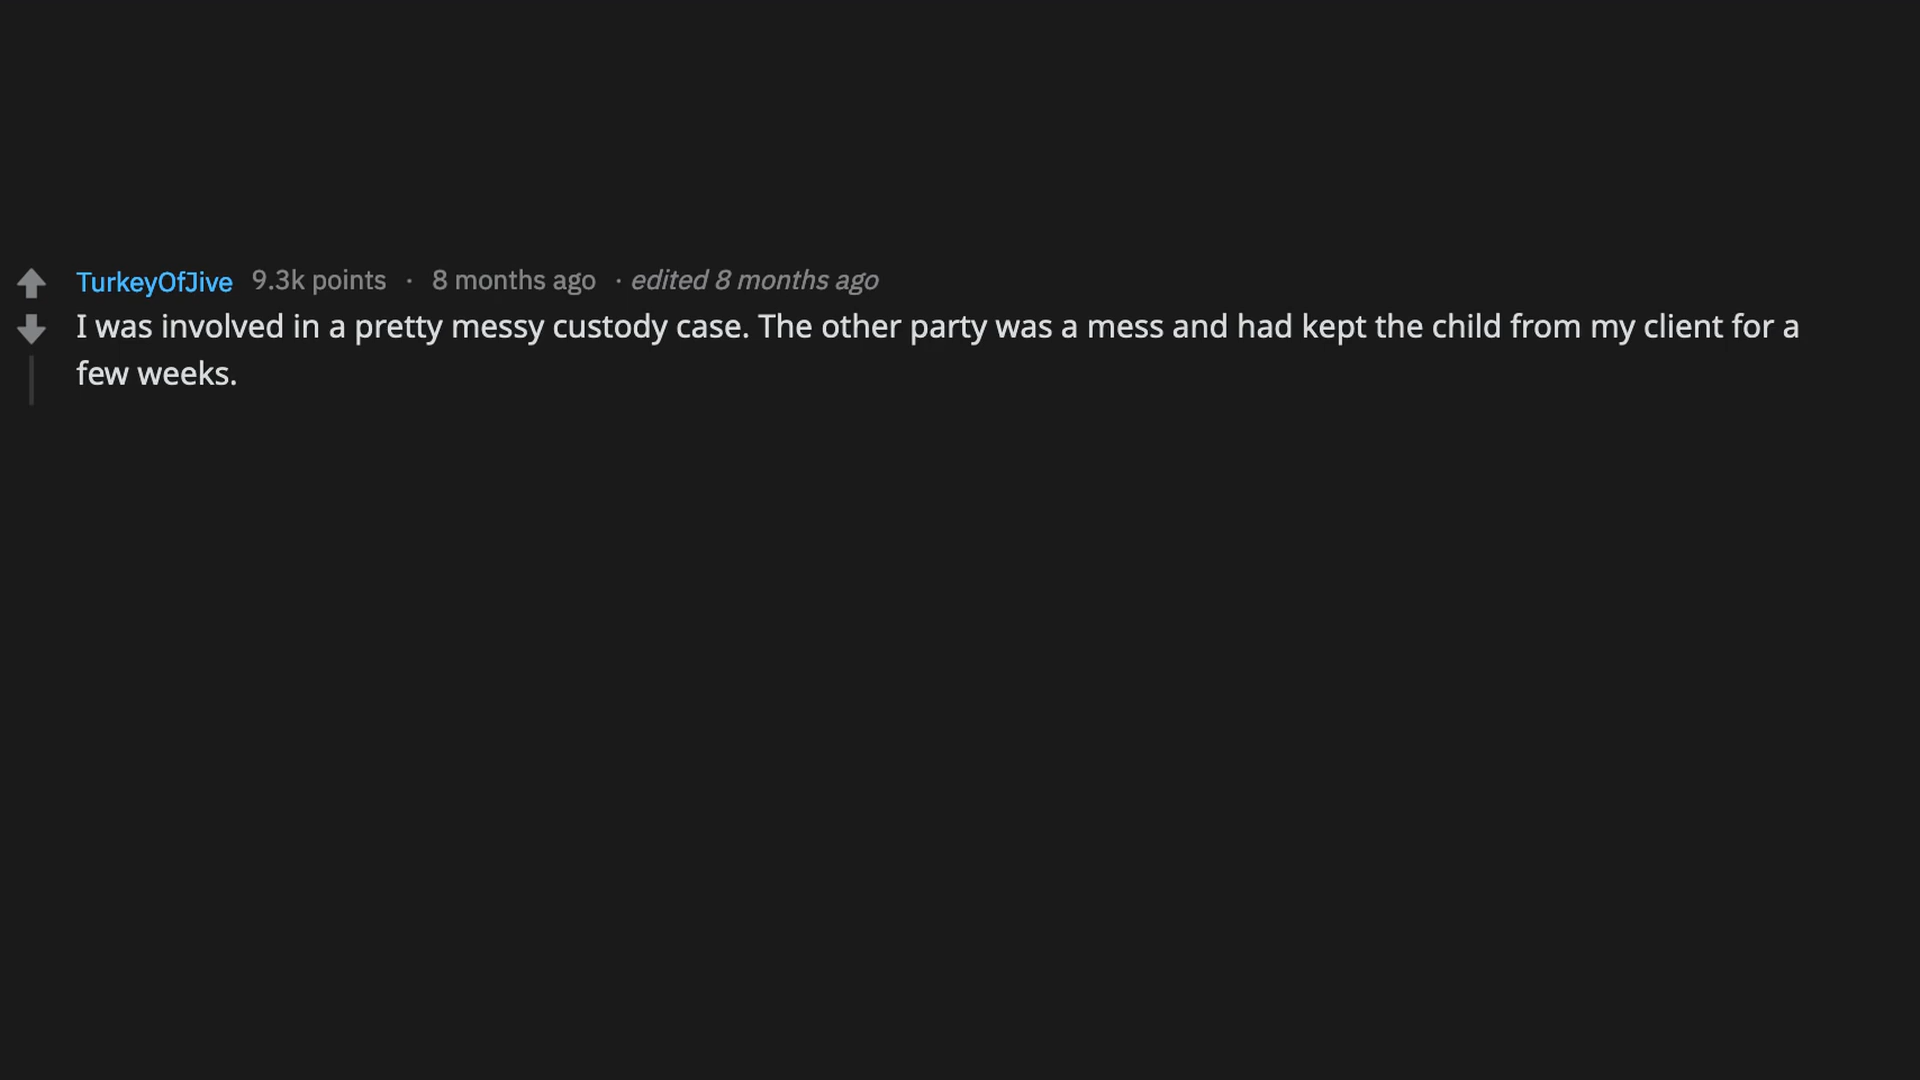 TurkeyOfJive 9.3k points · 8 months ago · edited 8 months ago
I was involved in a pretty messy custody case. The other party was a mess and had kept the child from my client for a
few weeks.